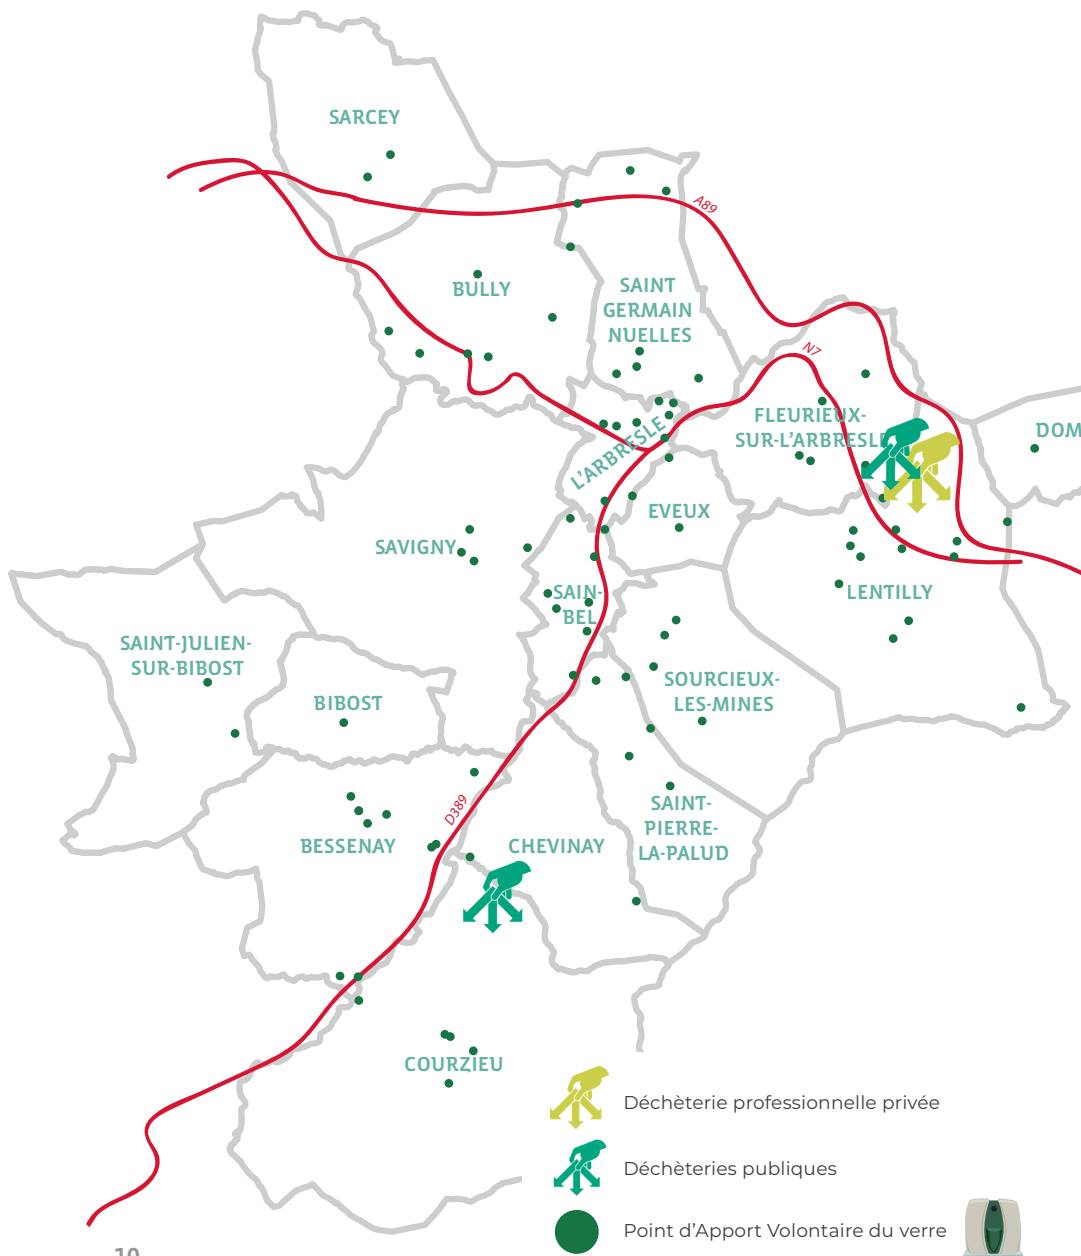 SARCEY
A89
BULLY
SAINT
GERMAIN
NUELLES
N7
FLEURIEUX-
SUR-L'ARBRESLE
DOM
L'ARBRESLE
EVEUX
SAVIGNY
SAIN-
BEL
LENTILLY
SAINT-JULIEN-
SUR-BIBOST
BIBOST
SOURCIEUX-
LES-MINES
D389
SAINT-
PIERRE-
LA-PALUD
BESSENAY
CHEVINAY
COURZIEU
Déchèterie professionnelle privée
Déchèteries publiques
Point d'Apport Volontaire du verre
10